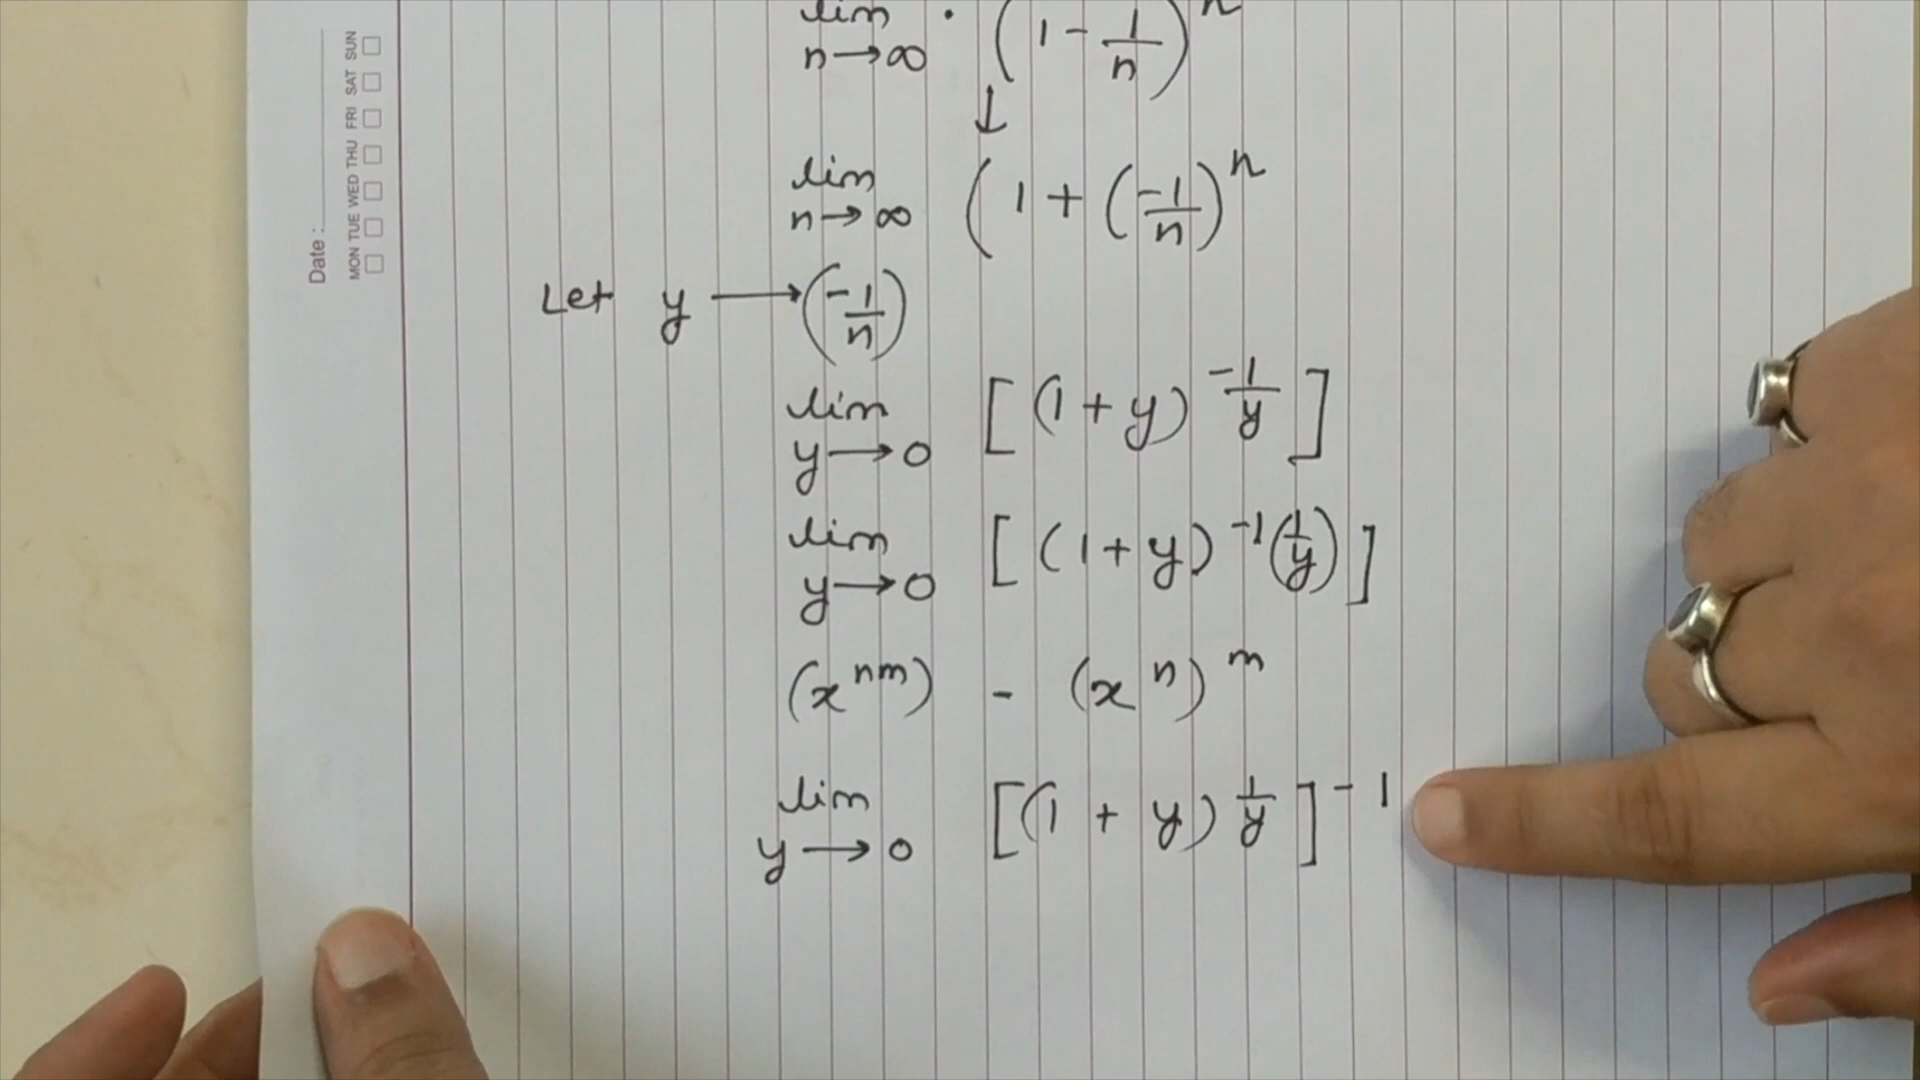 lim n→∞ (1 - 1/n)^n
↓
lim n→∞ (1 + (-1/n)^n
Let y → (-1/n)
lim y→0 [(1 + y)^-1/y]
lim y→0 [(1 + y)^-1(1/y)]
(x^nm) - (x^n)^m
lim y→0 [(1 + y) 1/y]^-1
Date :
MON TUE WED THU FRI SAT SUN